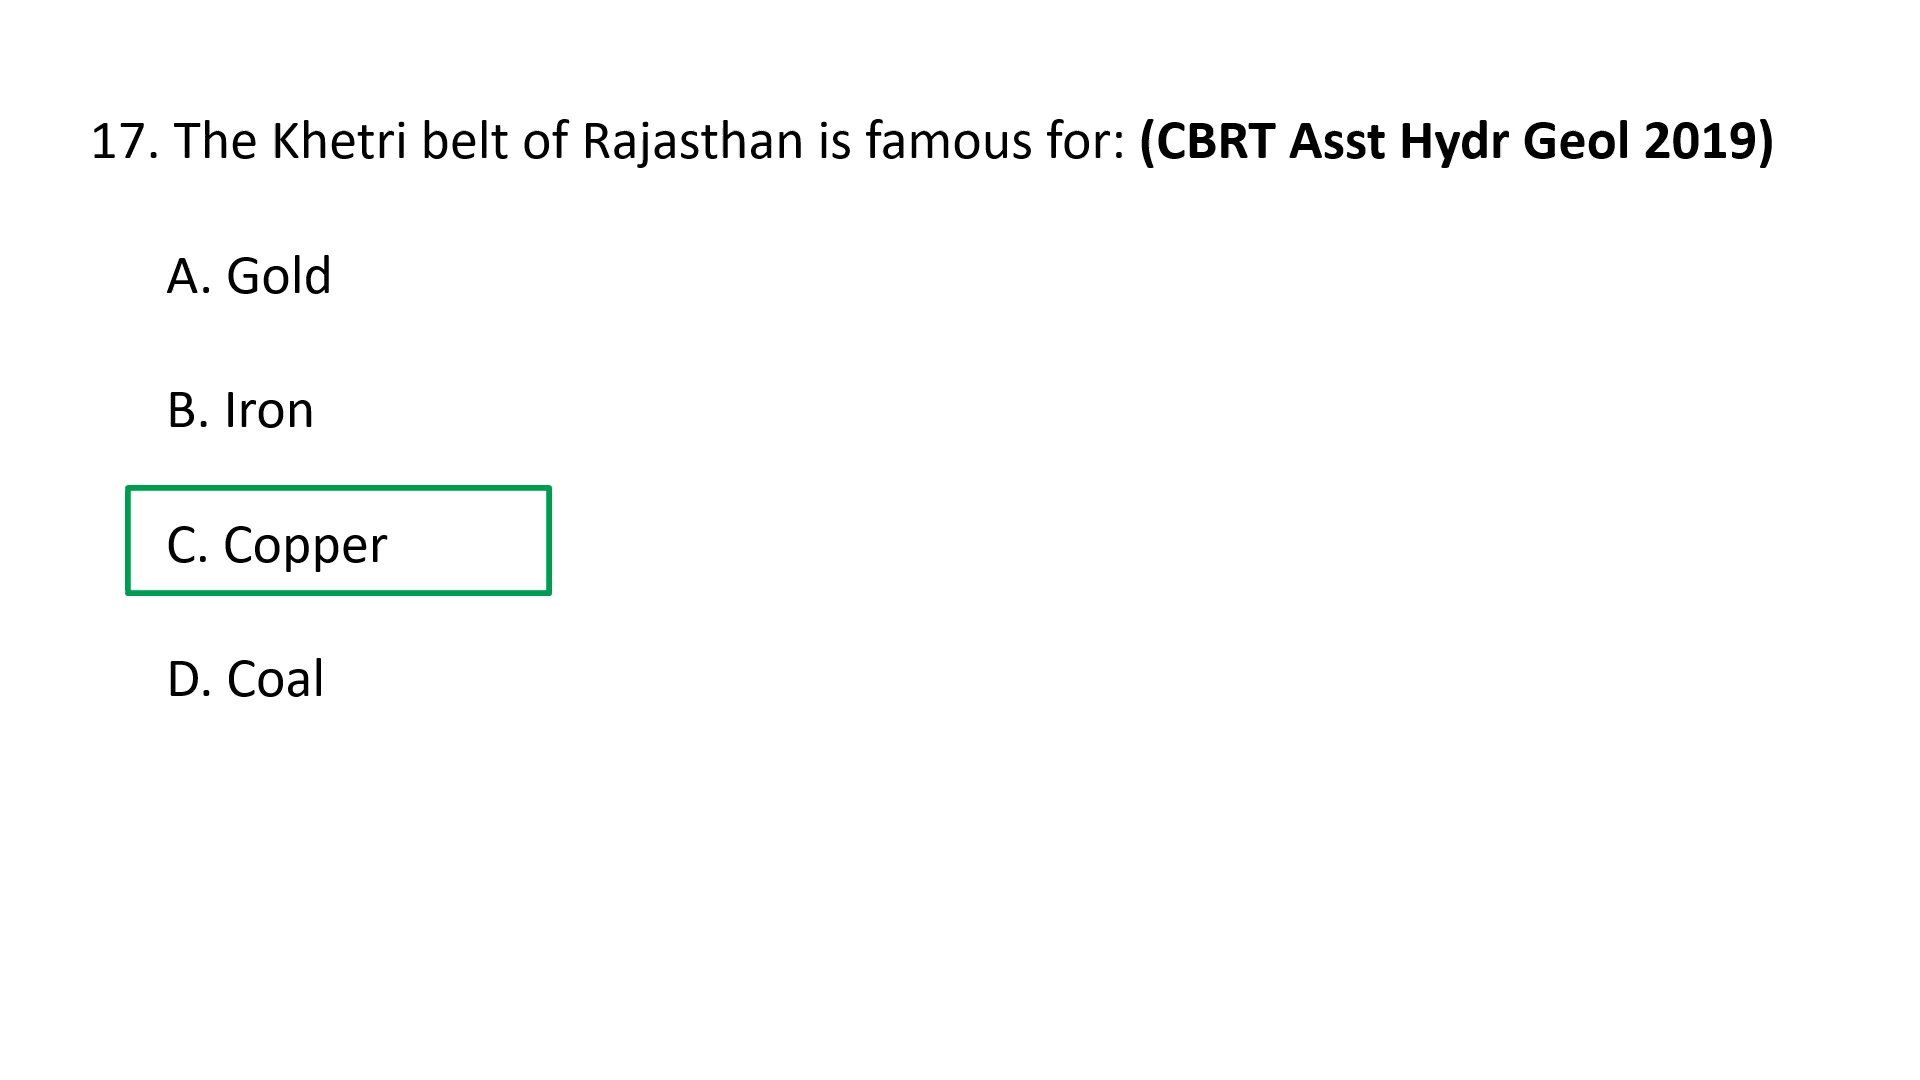 17. The Khetri belt of Rajasthan is famous for: (CBRT Asst Hydr Geol 2019)
A. Gold
B. Iron
C. Copper
D. Coal